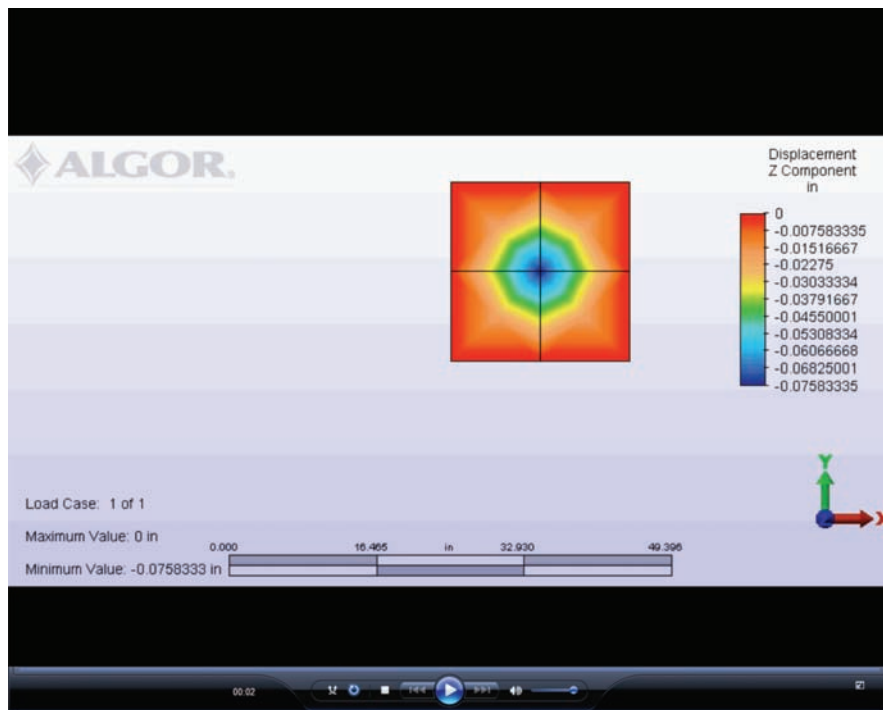 ALGOR.
Displacement
Z Component
in
0
-0.007583335
-0.01516667
-0.02275
-0.03033334
-0.03791667
-0.04550001
-0.05308334
-0.06066668
-0.06825001
-0.07583335
Y
X
Load Case: 1 of 1
Maximum Value: 0 in
Minimum Value: -0.0758333 in
0.000 16.465 in 32.930 49.396
00:02